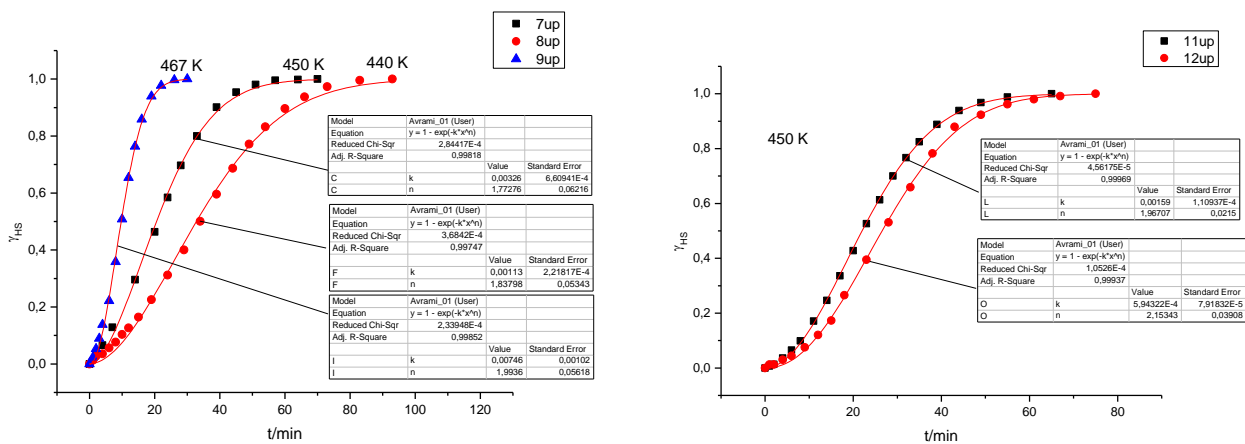 7up
8up
9up
467 K
450 K
440 K
1,0
0,8
0,6
0,4
0,2
0,0
γHS
0
20
40
60
80
100
120
t/min
Model Avrami_01 (User)
Equation y = 1 - exp(-k*x^n)
Reduced Chi-Sqr 2,84417E-4
Adj. R-Square 0,99818
Value Standard Error
C k 0,00326 6,60941E-4
C n 1,77276 0,06216
Model Avrami_01 (User)
Equation y = 1 - exp(-k*x^n)
Reduced Chi-Sqr 3,6842E-4
Adj. R-Square 0,99747
Value Standard Error
F k 0,00113 2,21817E-4
F n 1,83798 0,05343
Model Avrami_01 (User)
Equation y = 1 - exp(-k*x^n)
Reduced Chi-Sqr 2,33948E-4
Adj. R-Square 0,99852
Value Standard Error
I k 0,00746 0,00102
I n 1,9936 0,05618
11up
12up
450 K
1,0
0,8
0,6
0,4
0,2
0,0
γHS
0
20
40
60
80
t/min
Model Avrami_01 (User)
Equation y = 1 - exp(-k*x^n)
Reduced Chi-Sqr 4,56175E-5
Adj. R-Square 0,99969
Value Standard Error
L k 0,00159 1,10937E-4
L n 1,96707 0,0215
Model Avrami_01 (User)
Equation y = 1 - exp(-k*x^n)
Reduced Chi-Sqr 1,0526E-4
Adj. R-Square 0,99937
Value Standard Error
O k 5,94322E-4 7,91832E-5
O n 2,15343 0,03908